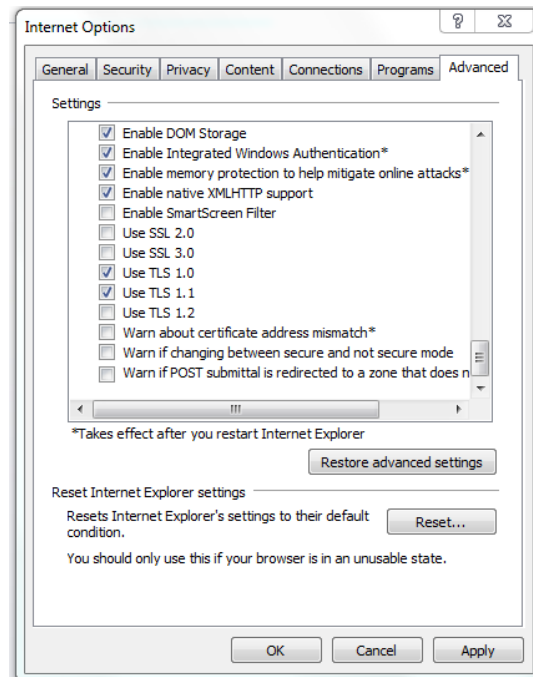 Internet Options
General Security Privacy Content Connections Programs Advanced
Settings
Enable DOM Storage
Enable Integrated Windows Authentication*
Enable memory protection to help mitigate online attacks*
Enable native XMLHTTP support
Enable SmartScreen Filter
Use SSL 2.0
Use SSL 3.0
Use TLS 1.0
Use TLS 1.1
Use TLS 1.2
Warn about certificate address mismatch*
Warn if changing between secure and not secure mode
Warn if POST submittal is redirected to a zone that does n
*Takes effect after you restart Internet Explorer
Restore advanced settings
Reset Internet Explorer settings
Resets Internet Explorer's settings to their default
condition.
Reset...
You should only use this if your browser is in an unusable state.
OK Cancel Apply